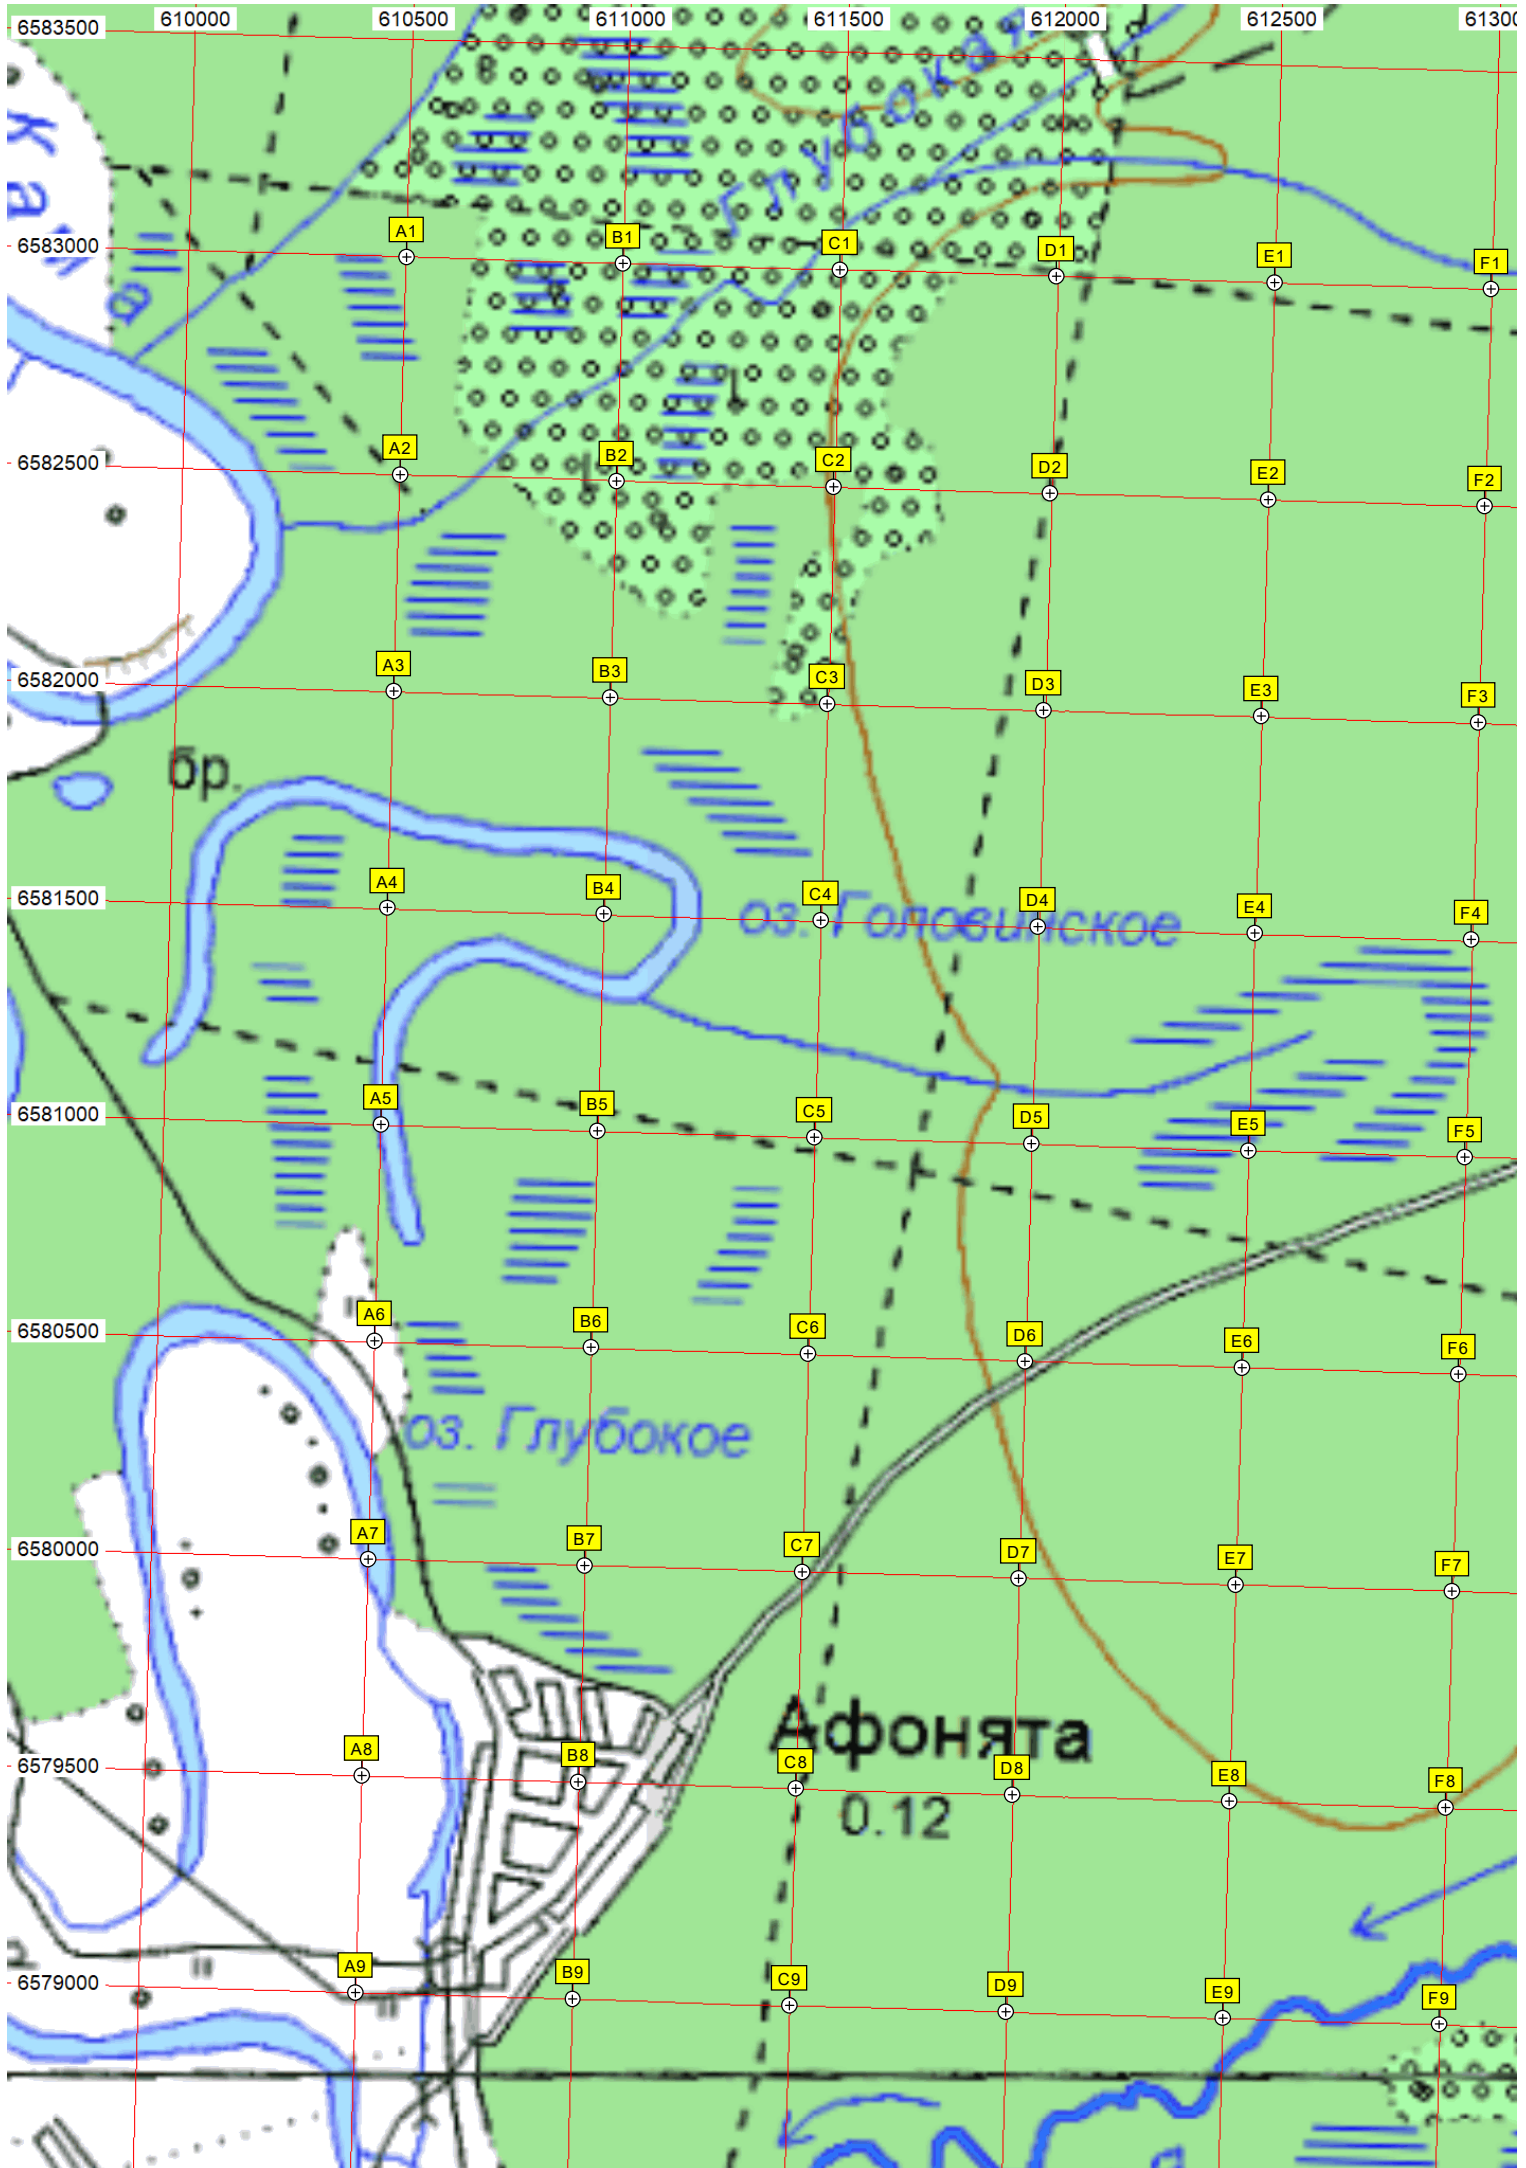 610000 610500 611000 611500 612000 612500 61300
6583500
Глубокая
Кама
6583000
A1 B1 C1 D1 E1 F1
6582500
A2 B2 C2 D2 E2 F2
6582000
A3 B3 C3 D3 E3 F3
бр.
6581500
A4 B4 C4 D4 E4 F4
оз. Головинское
6581000
A5 B5 C5 D5 E5 F5
6580500
A6 B6 C6 D6 E6 F6
оз. Глубокое
6580000
A7 B7 C7 D7 E7 F7
Афонята
6579500
A8 B8 C8 D8 E8 F8
0.12
6579000
A9 B9 C9 D9 E9 F9